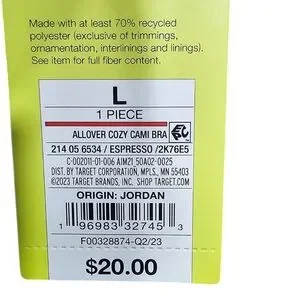 Made with at least 70% recycled
polyester (exclusive of trimmings,
ornamentation, interlinings and linings).
See item for full fiber content.
L
1 PIECE
ALLOVER COZY CAMI BRA
214 05 6534 / ESPRESSO /2K76E5
C-002011-01-006 AIM21_50A02-0025
DIST. BY TARGET CORPORATION, MPLS., MN 55403
©2023 TARGET BRANDS, INC. SHOP TARGET.COM
ORIGIN: JORDAN
1 96983 32745 3
F00328874-Q2/23
$20.00